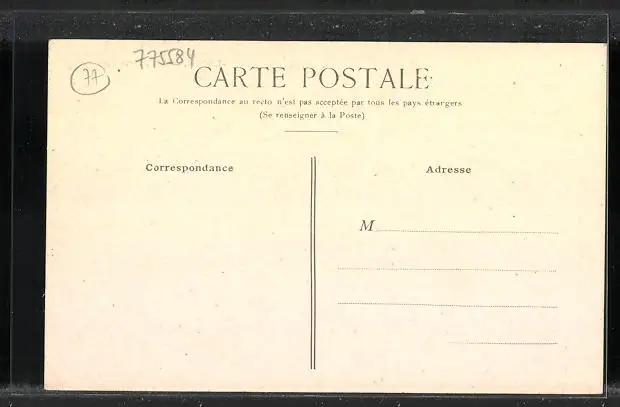 775584
77
CARTE POSTALE
La Correspondance au recto n'est pas acceptée par tous les pays étrangers
(Se renseigner à la Poste)
Correspondance
Adresse
M